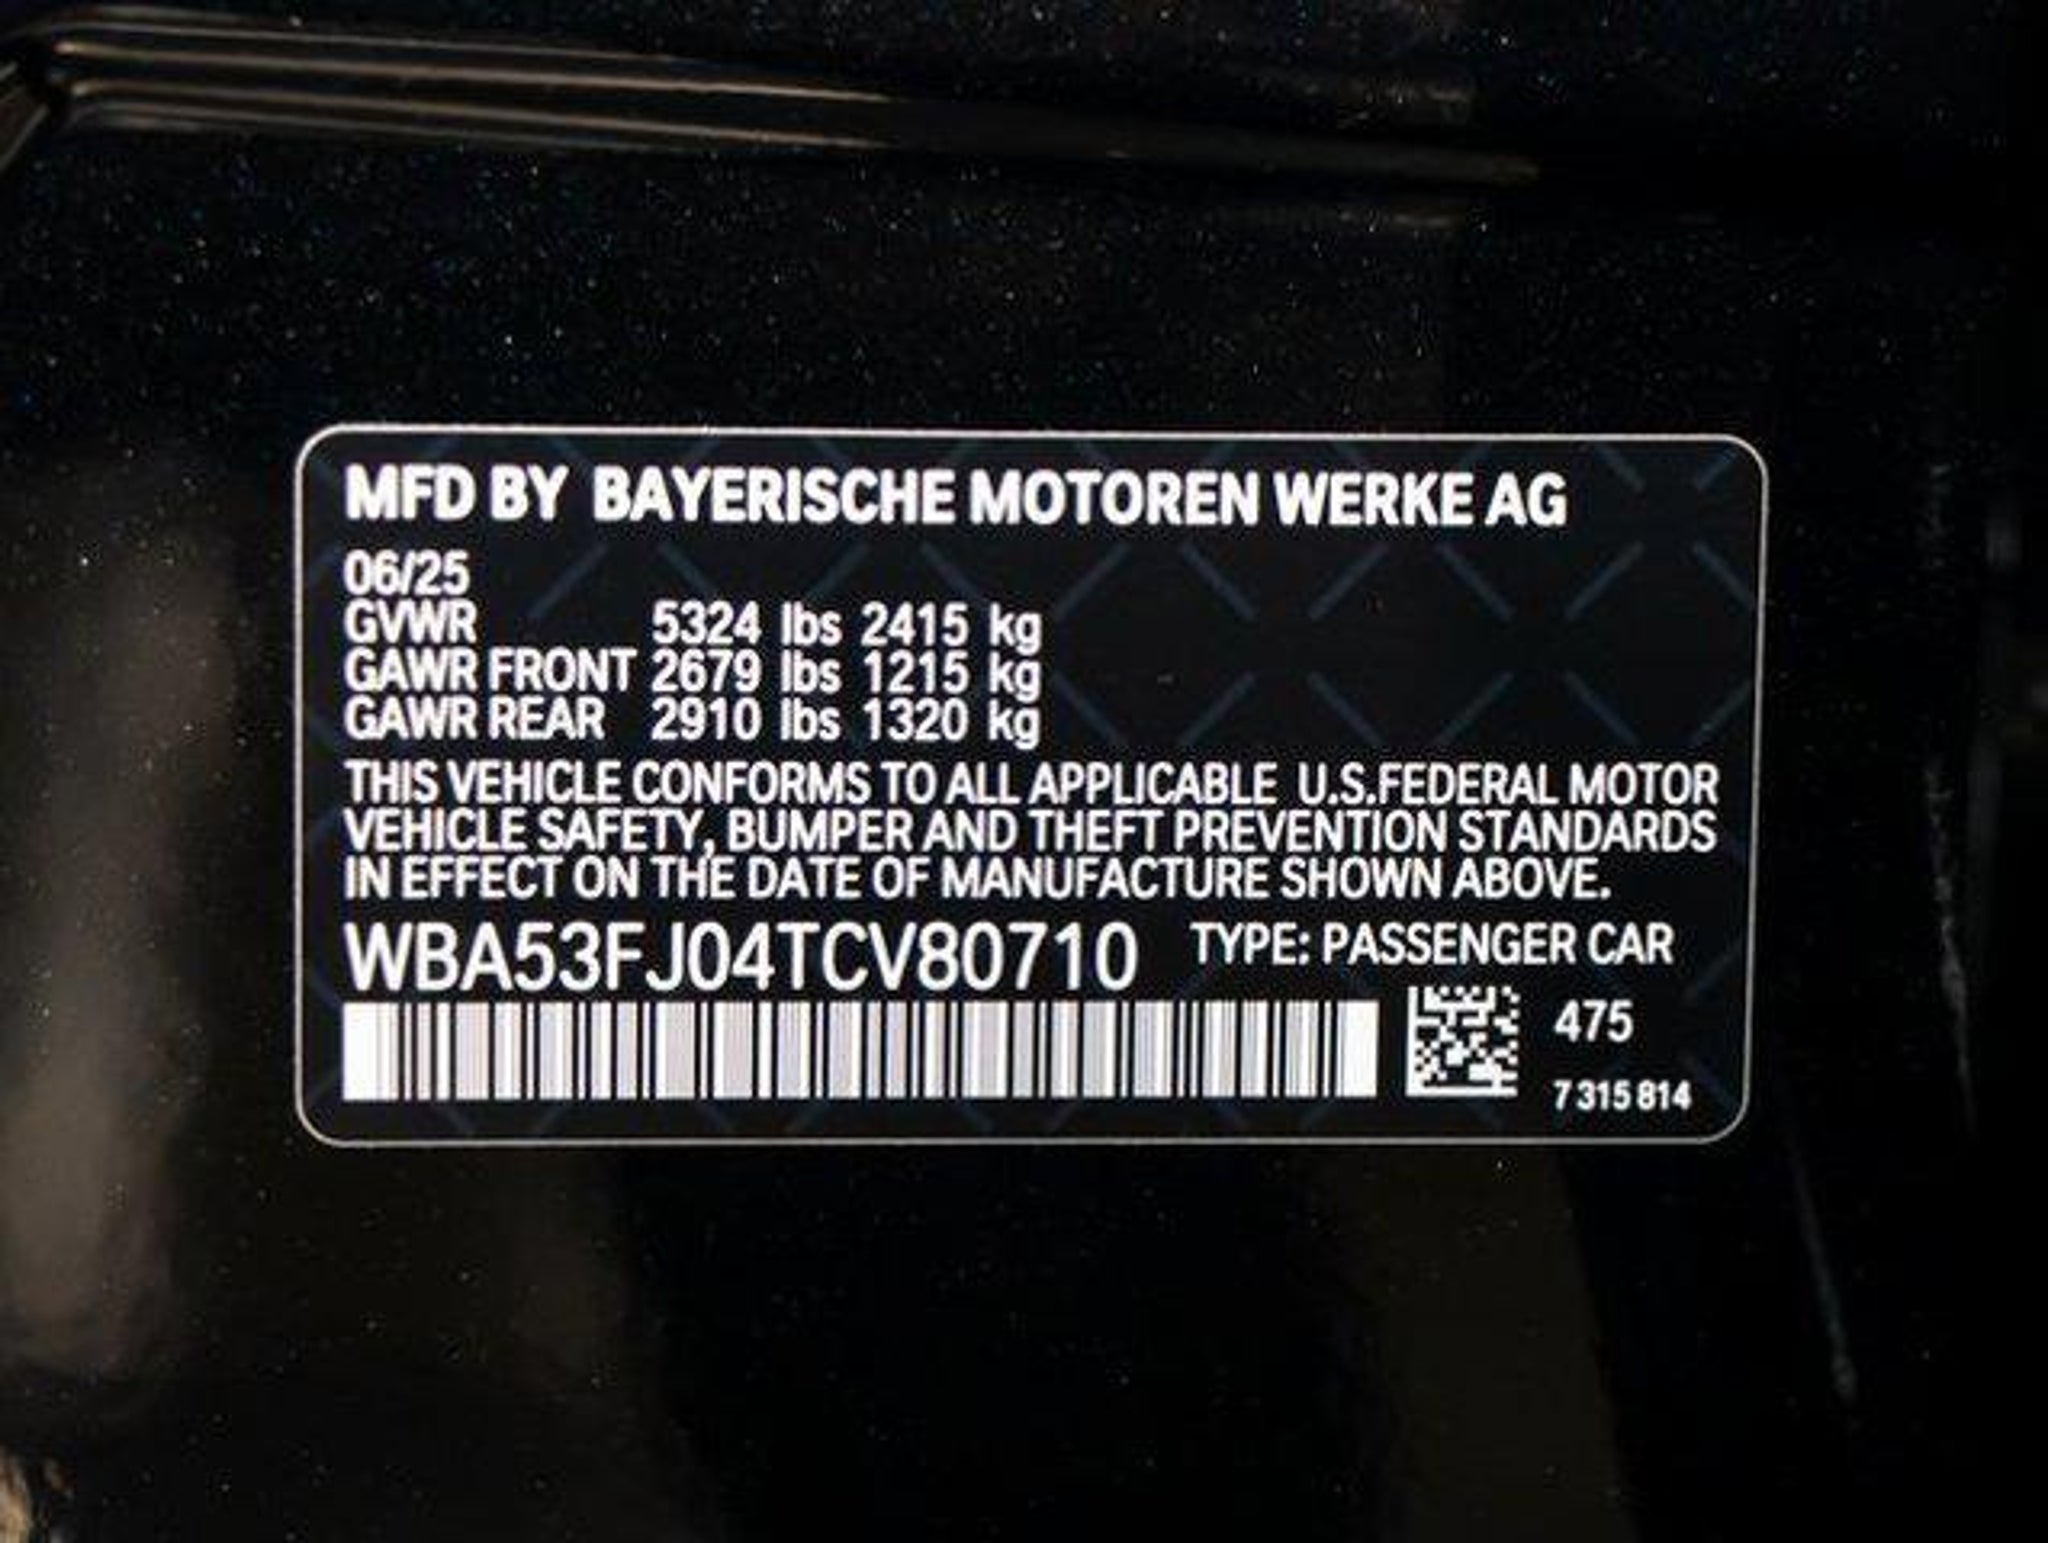 MFD BY BAYERISCHE MOTOREN WERKE AG
06/25
GVWR 5324 lbs 2415 kg
GAWR FRONT 2679 lbs 1215 kg
GAWR REAR 2910 lbs 1320 kg
THIS VEHICLE CONFORMS TO ALL APPLICABLE U.S.FEDERAL MOTOR
VEHICLE SAFETY, BUMPER AND THEFT PREVENTION STANDARDS
IN EFFECT ON THE DATE OF MANUFACTURE SHOWN ABOVE.
WBA53FJ04TCV80710 TYPE: PASSENGER CAR
475
7 315 814